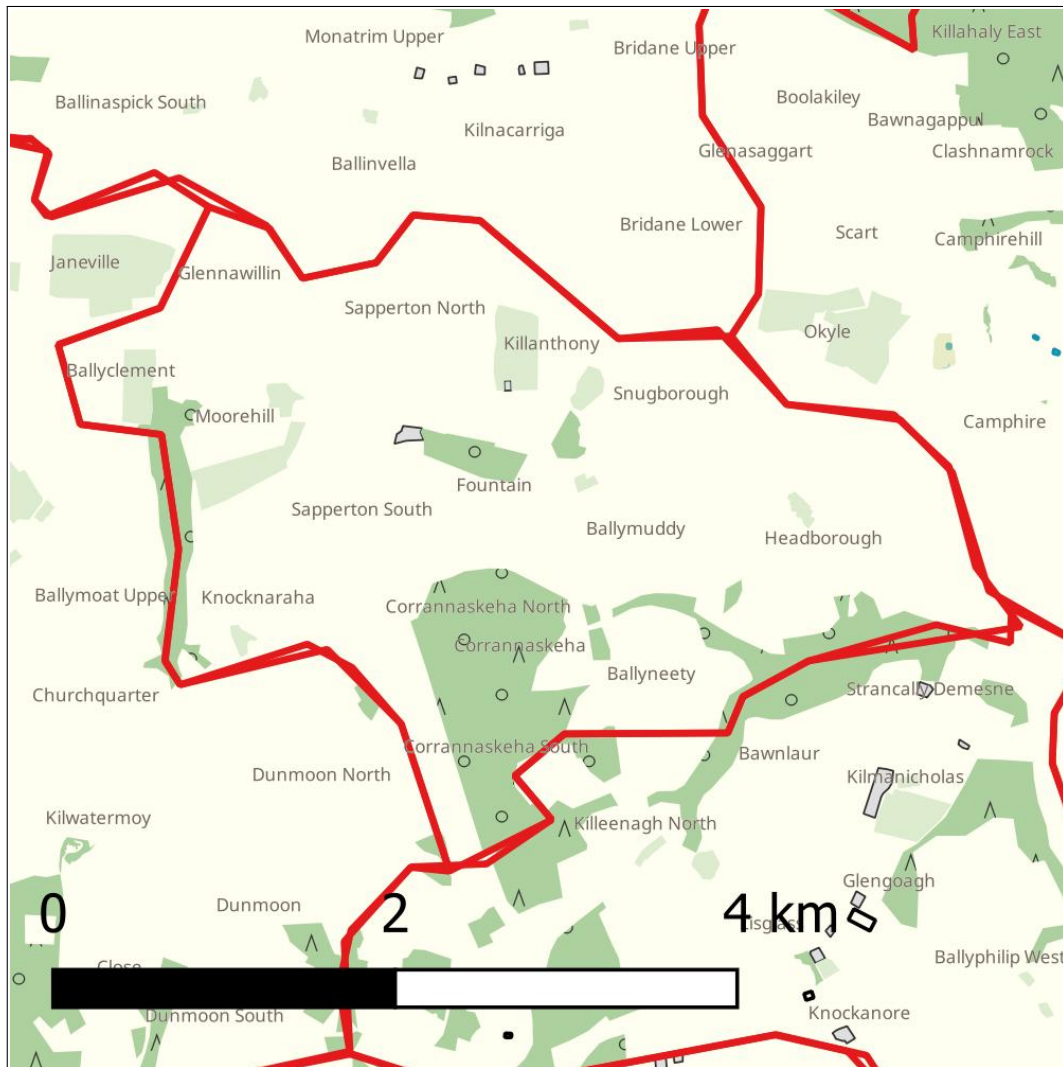 Killahaly East
Monatrim Upper
Bridane Upper
Boolakiley
Ballinaspick South
Bawnagappul
Kilnacarriga
Glenasaggart
Clashnamrock
Ballinvella
Bridane Lower
Scart
Camphirehill
Janeville
Glennawillin
Sapperton North
Okyle
Killanthony
Ballyclement
Snugborough
Moorehill
Camphire
Fountain
Sapperton South
Ballymuddy
Headborough
Ballymoat Upper
Knocknaraha
Corrannaskeha North
Corrannaskeha
Ballyneety
Churchquarter
Strancally Demesne
Corrannaskeha South
Bawnlaur
Dunmoon North
Kilmanicholas
Kilwatermoy
Killeenagh North
Glengoagh
Dunmoon
0 2 4 km
Lisglass
Ballyphilip West
Close
Dunmoon South
Knockanore